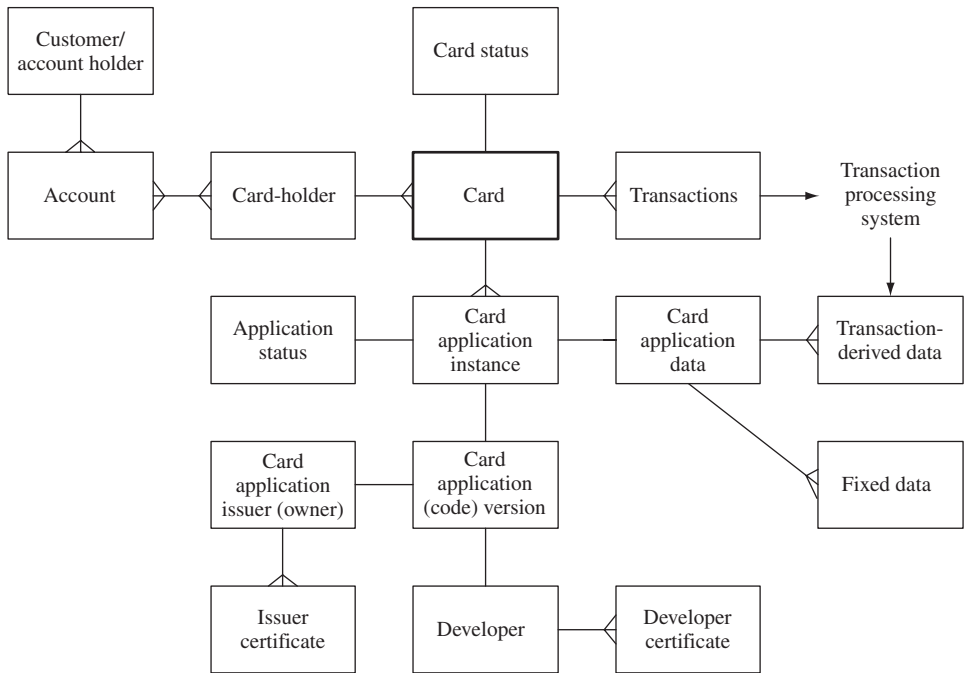 Customer/
account holder
Card status
Account
Card-holder
Card
Transactions
Transaction
processing
system
Application
status
Card
application
instance
Card
application
data
Transaction-
derived data
Card
application
issuer (owner)
Card
application
(code) version
Fixed data
Issuer
certificate
Developer
Developer
certificate